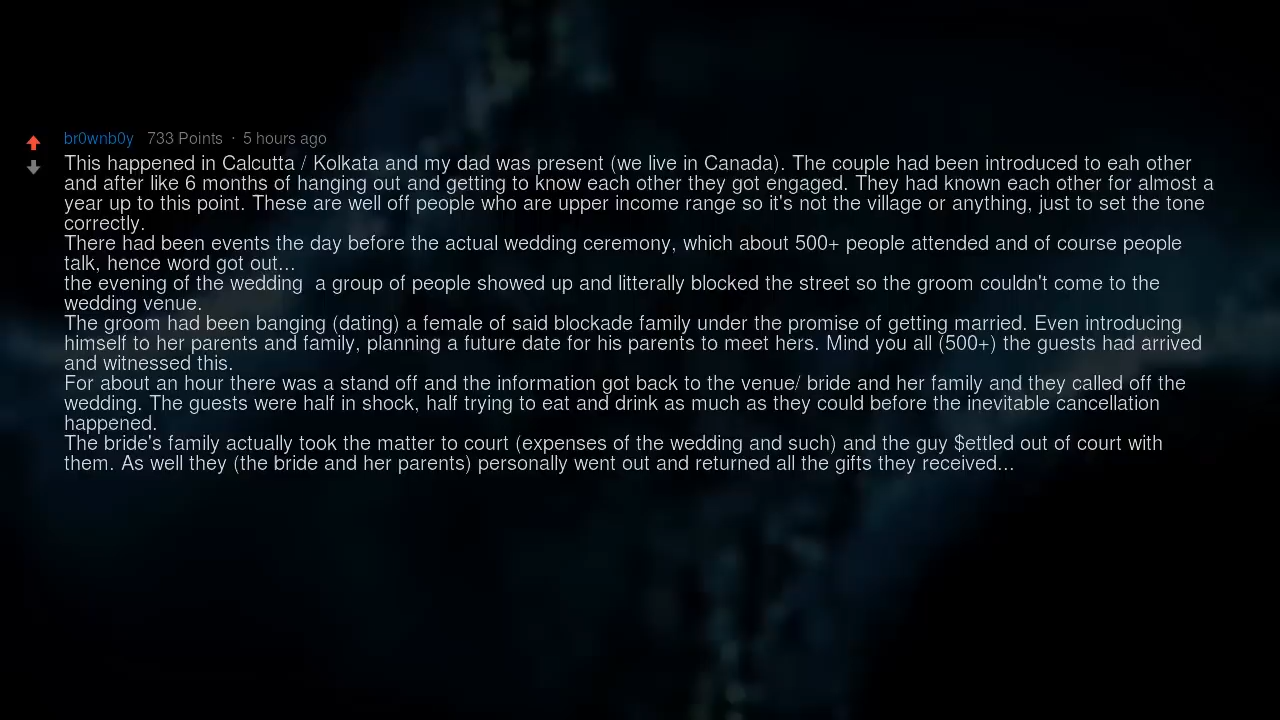 br0wnb0y 733 Points · 5 hours ago
This happened in Calcutta / Kolkata and my dad was present (we live in Canada). The couple had been introduced to eah other
and after like 6 months of hanging out and getting to know each other they got engaged. They had known each other for almost a
year up to this point. These are well off people who are upper income range so it's not the village or anything, just to set the tone
correctly.
There had been events the day before the actual wedding ceremony, which about 500+ people attended and of course people
talk, hence word got out...
the evening of the wedding  a group of people showed up and litterally blocked the street so the groom couldn't come to the
wedding venue.
The groom had been banging (dating) a female of said blockade family under the promise of getting married. Even introducing
himself to her parents and family, planning a future date for his parents to meet hers. Mind you all (500+) the guests had arrived
and witnessed this.
For about an hour there was a stand off and the information got back to the venue/ bride and her family and they called off the
wedding. The guests were half in shock, half trying to eat and drink as much as they could before the inevitable cancellation
happened.
The bride's family actually took the matter to court (expenses of the wedding and such) and the guy $ettled out of court with
them. As well they (the bride and her parents) personally went out and returned all the gifts they received...